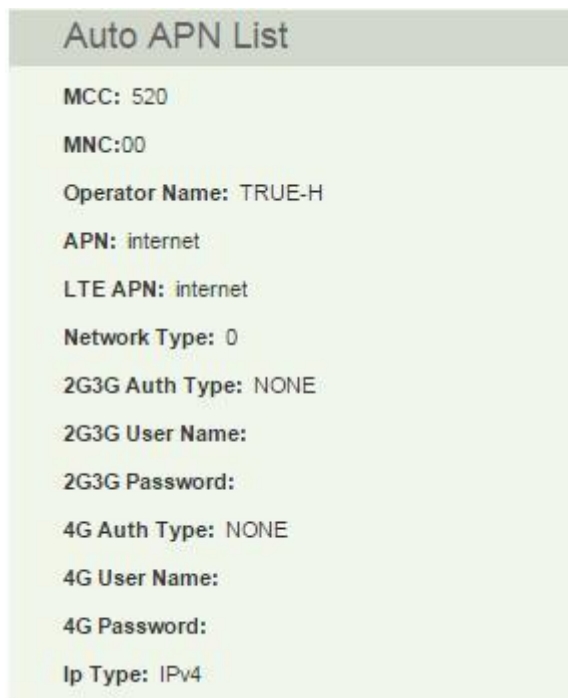 Auto APN List
MCC: 520
MNC:00
Operator Name: TRUE-H
APN: internet
LTE APN: internet
Network Type: 0
2G3G Auth Type: NONE
2G3G User Name:
2G3G Password:
4G Auth Type: NONE
4G User Name:
4G Password:
Ip Type: IPv4